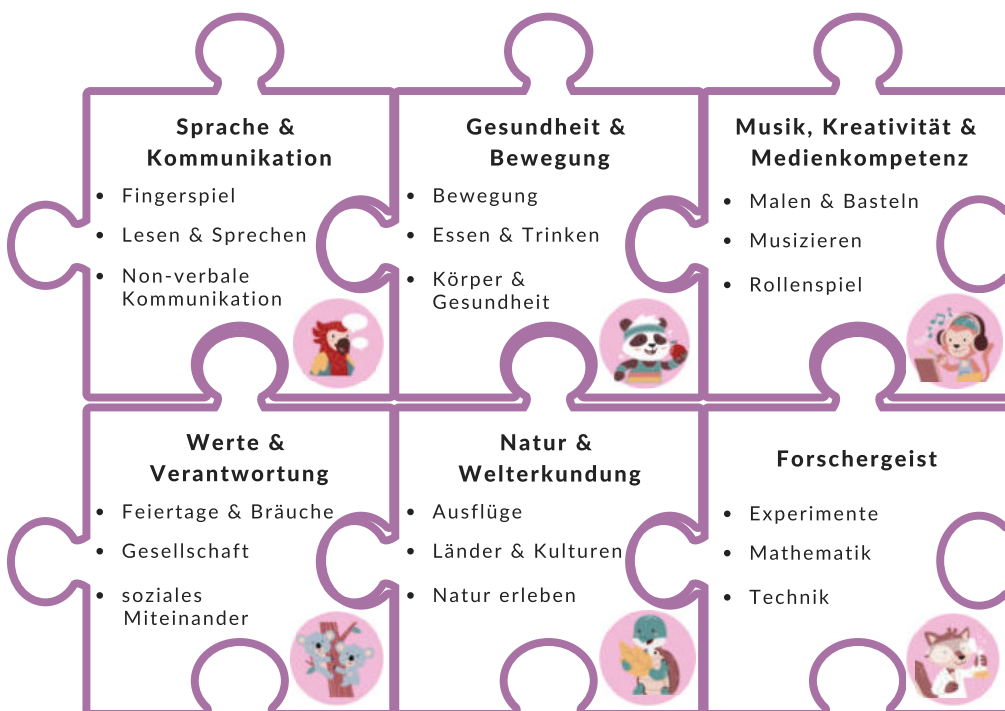 Sprache &
Kommunikation
• Fingerspiel
• Lesen & Sprechen
• Non-verbale
Kommunikation
Gesundheit &
Bewegung
• Bewegung
• Essen & Trinken
• Körper &
Gesundheit
Musik, Kreativität &
Medienkompetenz
• Malen & Basteln
• Musizieren
• Rollenspiel
Werte &
Verantwortung
• Feiertage & Bräuche
• Gesellschaft
• soziales
Miteinander
Natur &
Welterkundung
• Ausflüge
• Länder & Kulturen
• Natur erleben
Forschergeist
• Experimente
• Mathematik
• Technik